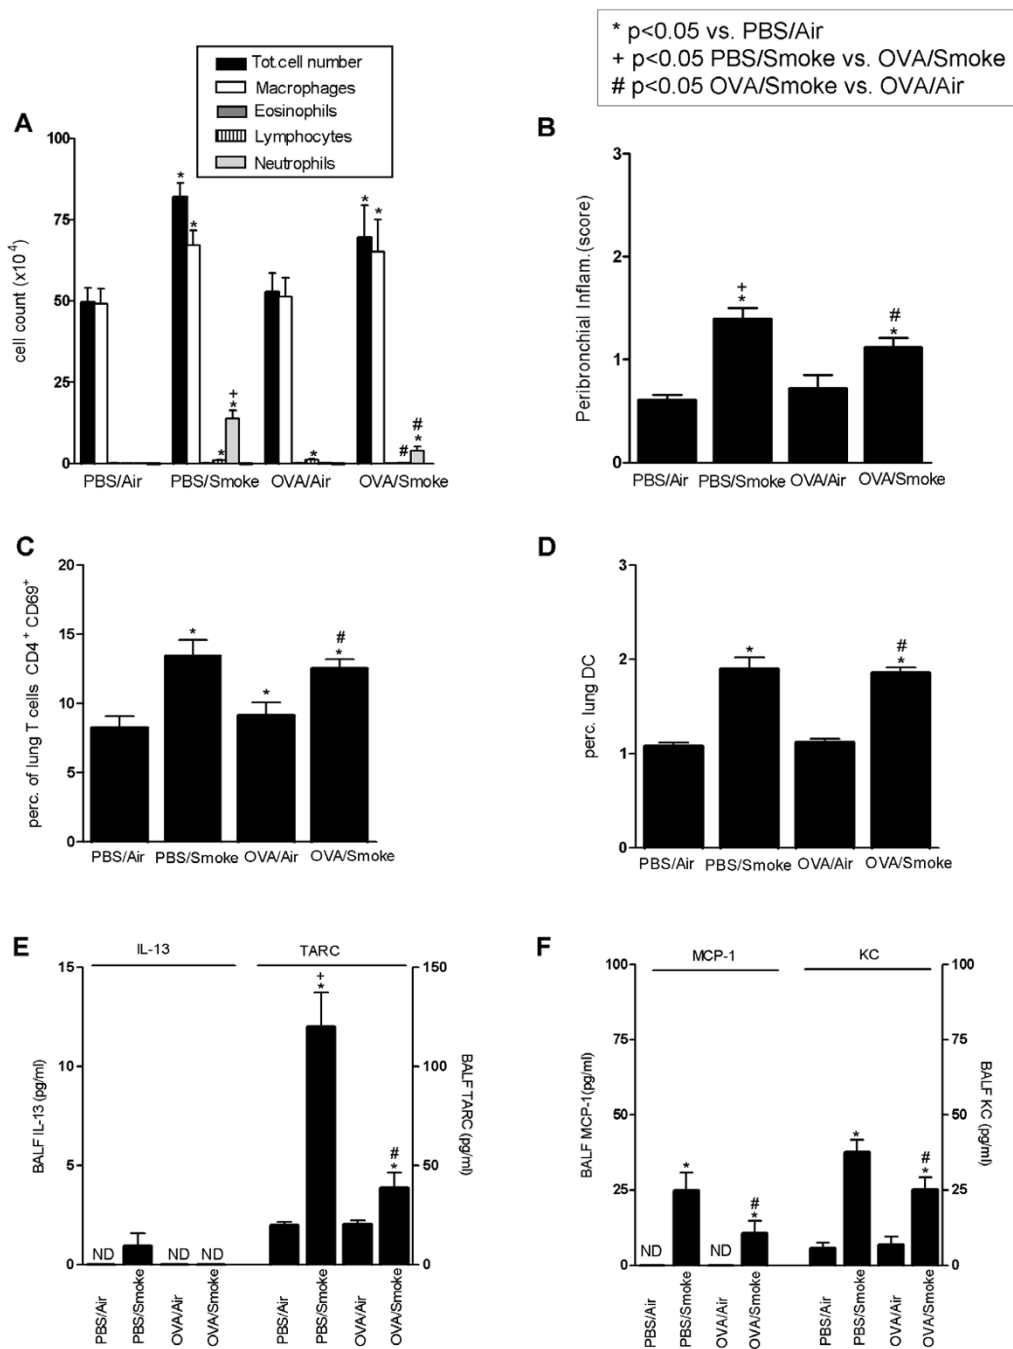 * p<0.05 vs. PBS/Air
+ p<0.05 PBS/Smoke vs. OVA/Smoke
# p<0.05 OVA/Smoke vs. OVA/Air
Tot.cell number
Macrophages
Eosinophils
Lymphocytes
Neutrophils
A
cell count (x10⁴)
100
75
50
25
0
*
*
*
+
*
*
*
*
#
#
*
PBS/Air
PBS/Smoke
OVA/Air
OVA/Smoke
B
Peribronchial Inflam.(score)
3
2
1
0
+
*
#
*
PBS/Air
PBS/Smoke
OVA/Air
OVA/Smoke
C
perc. of lung T cells CD4⁺ CD69⁺
20
15
10
5
0
*
*
#
*
PBS/Air
PBS/Smoke
OVA/Air
OVA/Smoke
D
perc. lung DC
3
2
1
0
*
#
*
PBS/Air
PBS/Smoke
OVA/Air
OVA/Smoke
E
IL-13
TARC
BALF IL-13 (pg/ml)
15
10
5
0
ND
ND
ND
+
*
#
*
150
100
50
0
BALF TARC
(pg/ml)
PBS/Air
PBS/Smoke
OVA/Air
OVA/Smoke
PBS/Air
PBS/Smoke
OVA/Air
OVA/Smoke
F
MCP-1
KC
BALF MCP-1(pg/ml)
100
75
50
25
0
ND
*
ND
#
*
*
#
*
100
75
50
25
0
BALF KC
(pg/ml)
PBS/Air
PBS/Smoke
OVA/Air
OVA/Smoke
PBS/Air
PBS/Smoke
OVA/Air
OVA/Smoke